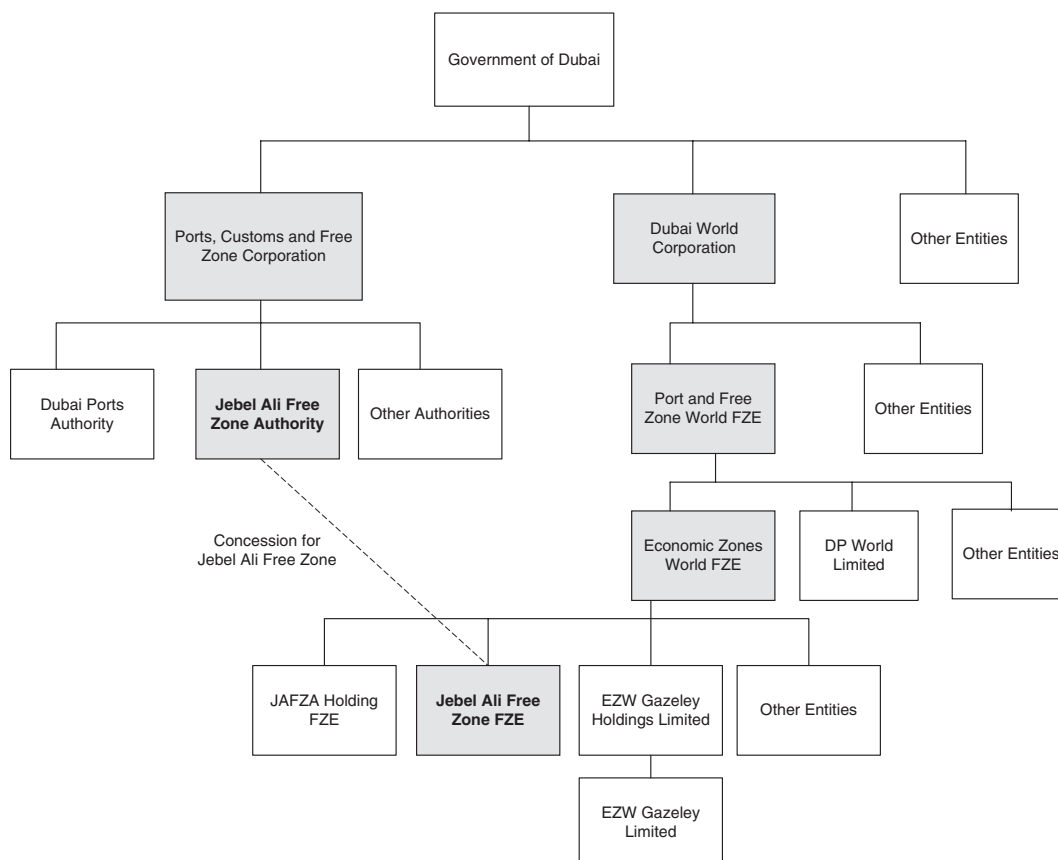 Government of Dubai
Ports, Customs and Free
Zone Corporation
Dubai World
Corporation
Other Entities
Dubai Ports
Authority
Jebel Ali Free
Zone Authority
Other Authorities
Port and Free
Zone World FZE
Other Entities
Concession for
Jebel Ali Free Zone
Economic Zones
World FZE
DP World
Limited
Other Entities
JAFZA Holding
FZE
Jebel Ali Free
Zone FZE
EZW Gazeley
Holdings Limited
Other Entities
EZW Gazeley
Limited